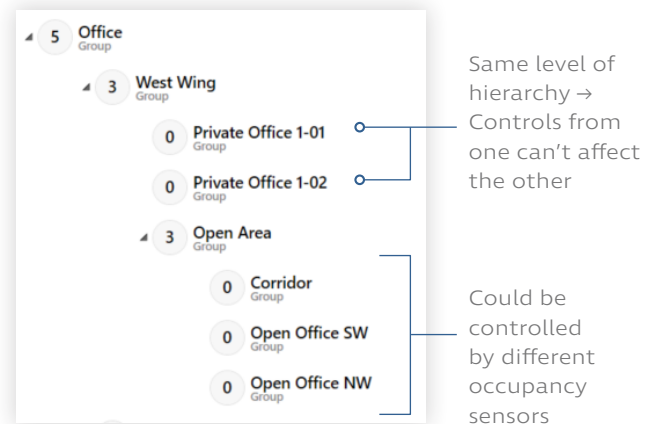 5 Office
Group
3 West Wing
Group
0 Private Office 1-01
Group
0 Private Office 1-02
Group
3 Open Area
Group
0 Corridor
Group
0 Open Office SW
Group
0 Open Office NW
Group
Same level of
hierarchy →
Controls from
one can’t affect
the other
Could be
controlled
by different
occupancy
sensors